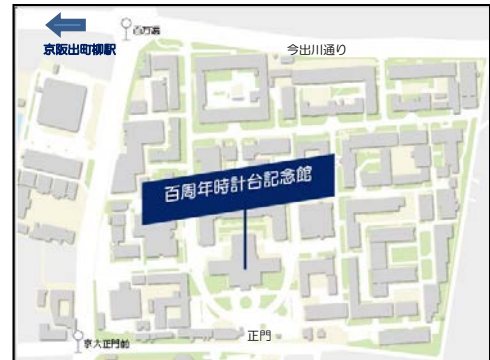 百万遍
京阪出町柳駅
今出川通り
百周年時計台記念館
正門
京大正門前